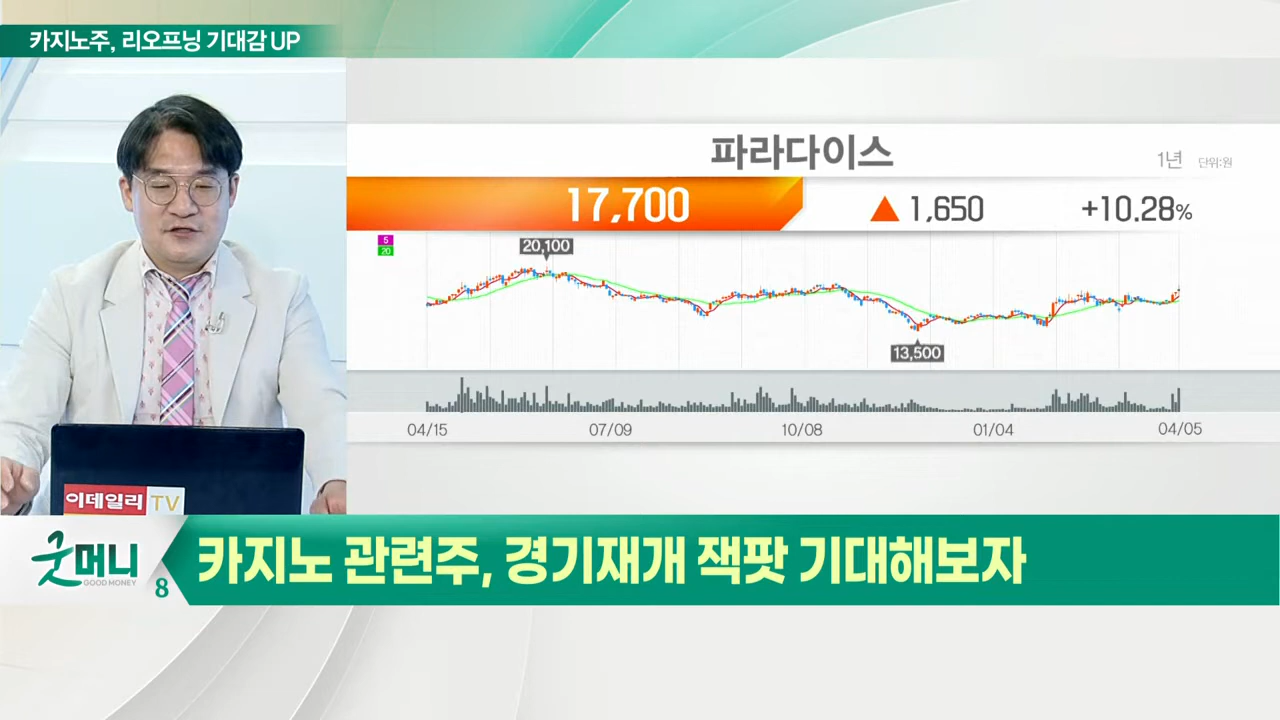 카지노주, 리오프닝 기대감 UP
파라다이스
1년 단위:원
17,700 ▲ 1,650 +10.28%
5
20
20,100
13,500
04/15 07/09 10/08 01/04 04/05
이데일리 TV
굿머니
GOOD MONEY
8
카지노 관련주, 경기재개 잭팟 기대해보자